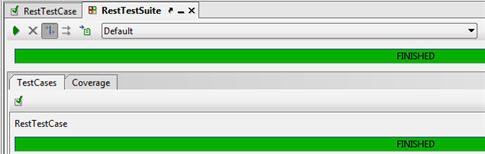 RestTestCase RestTestSuite
Default
FINISHED
TestCases Coverage
RestTestCase
FINISHED